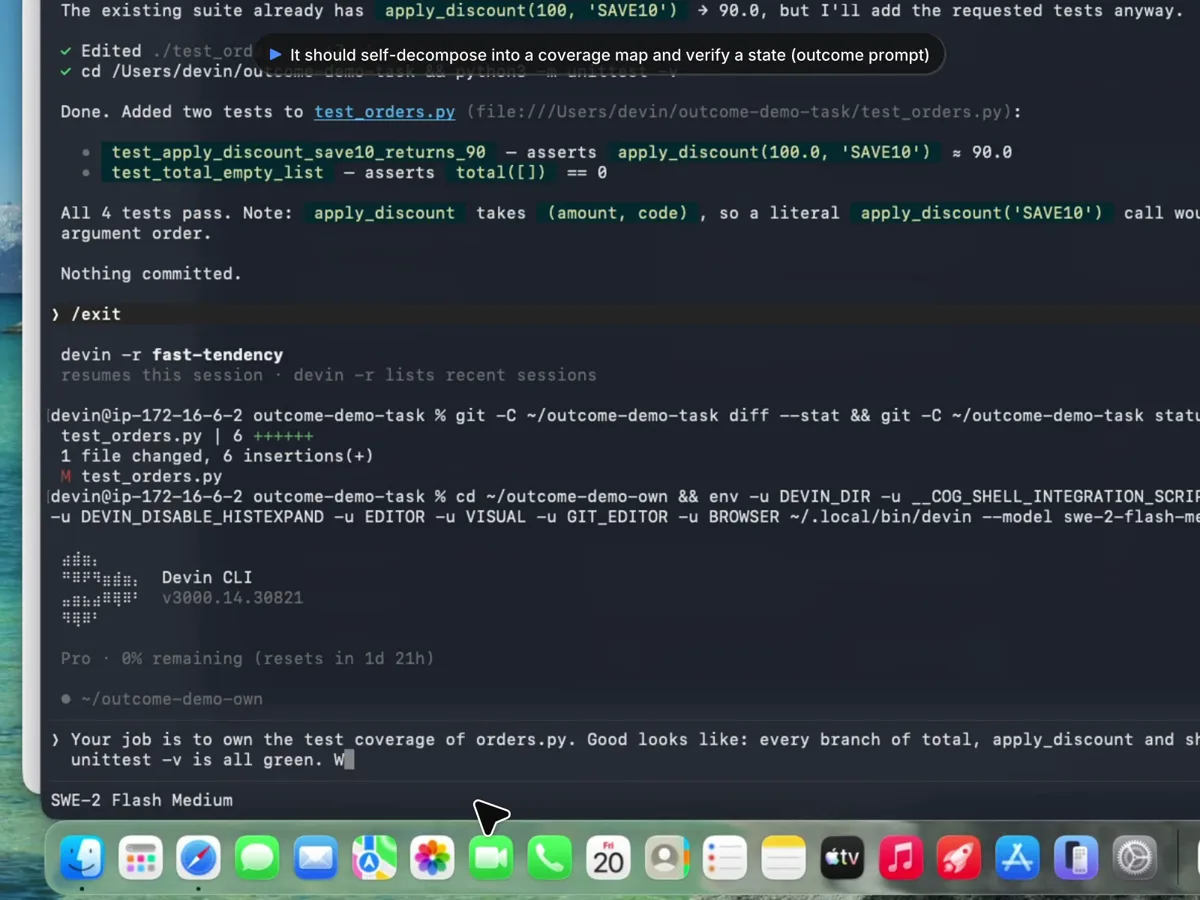 The existing suite already has apply_discount(100, 'SAVE10') → 90.0, but I'll add the requested tests anyway.
✓ Edited ./test_ord
▶ It should self-decompose into a coverage map and verify a state (outcome prompt)
✓ cd /Users/devin/outcome-demo-task && python3 -m unittest -v
Done. Added two tests to test_orders.py (file:///Users/devin/outcome-demo-task/test_orders.py):
• test_apply_discount_save10_returns_90 — asserts apply_discount(100.0, 'SAVE10') ≈ 90.0
• test_total_empty_list — asserts total([]) == 0
All 4 tests pass. Note: apply_discount takes (amount, code), so a literal apply_discount('SAVE10') call wou
argument order.
Nothing committed.
❯ /exit
devin -r fast-tendency
resumes this session · devin -r lists recent sessions
[devin@ip-172-16-6-2 outcome-demo-task % git -C ~/outcome-demo-task diff --stat && git -C ~/outcome-demo-task statu
test_orders.py | 6 ++++++
1 file changed, 6 insertions(+)
M test_orders.py
[devin@ip-172-16-6-2 outcome-demo-task % cd ~/outcome-demo-own && env -u DEVIN_DIR -u __COG_SHELL_INTEGRATION_SCRIP
-u DEVIN_DISABLE_HISTEXPAND -u EDITOR -u VISUAL -u GIT_EDITOR -u BROWSER ~/.local/bin/devin --model swe-2-flash-me
Devin CLI
v3000.14.30821
Pro · 0% remaining (resets in 1d 21h)
● ~/outcome-demo-own
❯ Your job is to own the test coverage of orders.py. Good looks like: every branch of total, apply_discount and sh
unittest -v is all green. W
SWE-2 Flash Medium
Fri
20
tv